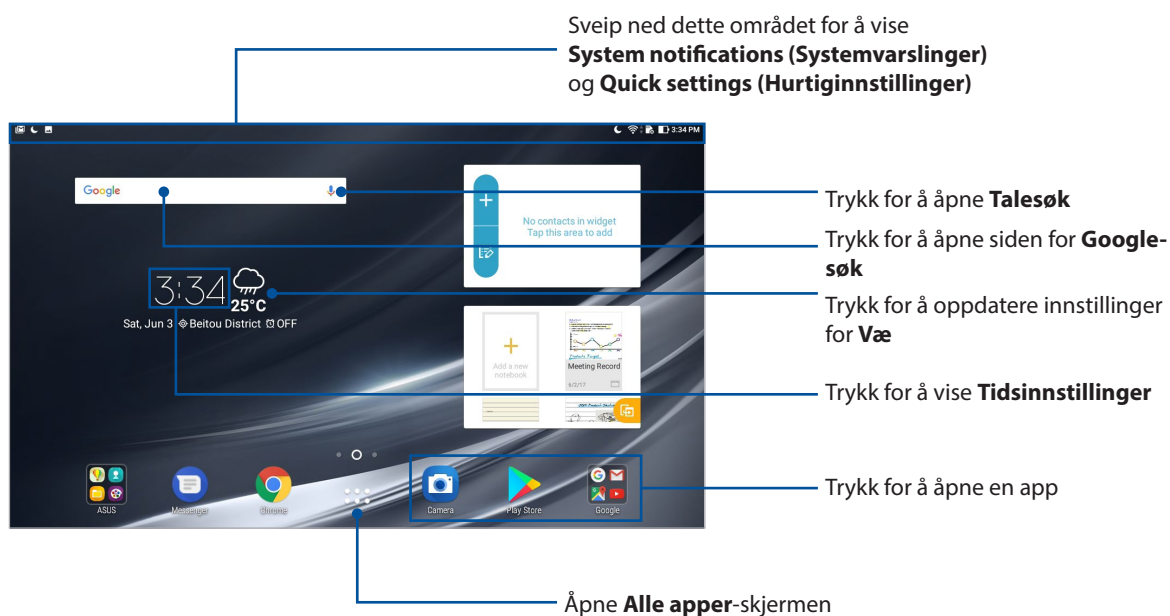 Sveip ned dette området for å vise
System notifications (Systemvarslinger)
og Quick settings (Hurtiginnstillinger)
3:34 PM
Google
No contacts in widget
Tap this area to add
Trykk for å åpne Talesøk
Trykk for å åpne siden for Google-
søk
3:34
25°C
Sat, Jun 3 Beitou District OFF
Trykk for å oppdatere innstillinger
for Væ
Add a new
notebook
Meeting Record
6/2/17
Trykk for å vise Tidsinnstillinger
ASUS
Messenger
Chrome
Camera
Play Store
Google
Trykk for å åpne en app
Åpne Alle apper-skjermen